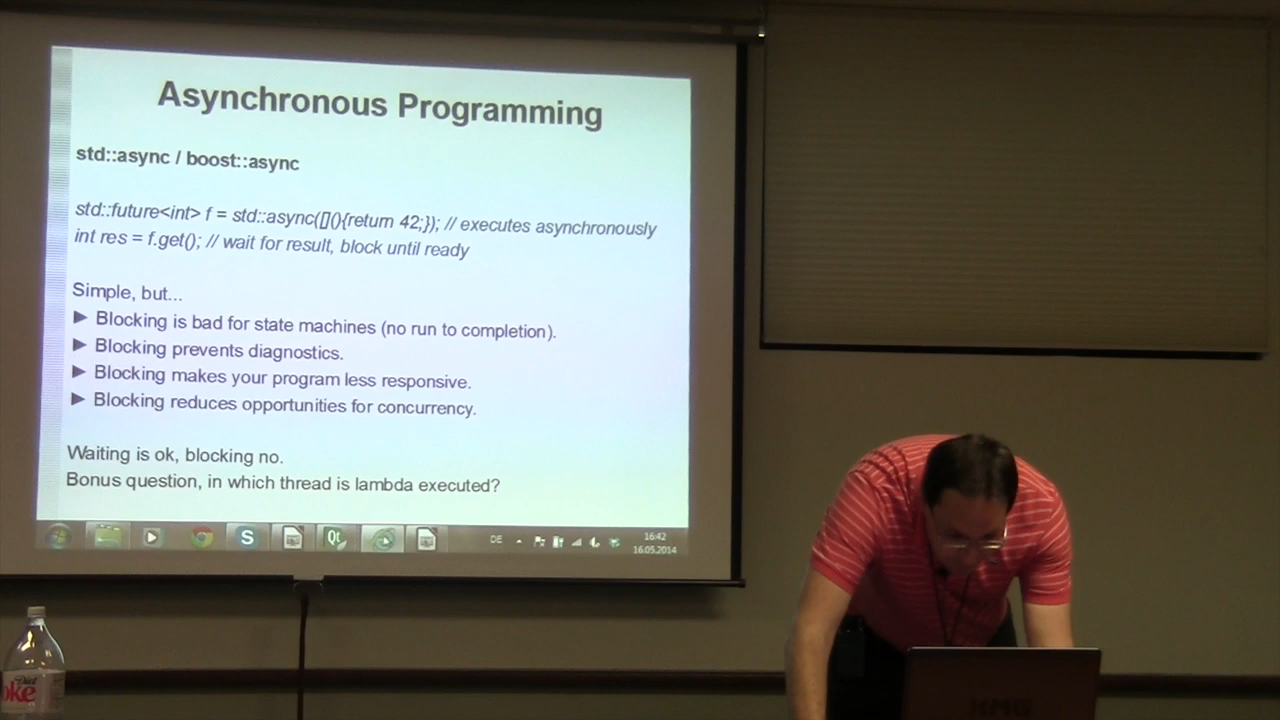 Asynchronous Programming
std::async / boost::async
std::future<int> f = std::async([](){return 42;}); // executes asynchronously
int res = f.get(); // wait for result, block until ready
Simple, but...
► Blocking is bad for state machines (no run to completion).
► Blocking prevents diagnostics.
► Blocking makes your program less responsive.
► Blocking reduces opportunities for concurrency.
Waiting is ok, blocking no.
Bonus question, in which thread is lambda executed?
S
Qt
DE
16:42
16.05.2014
Diet
oke